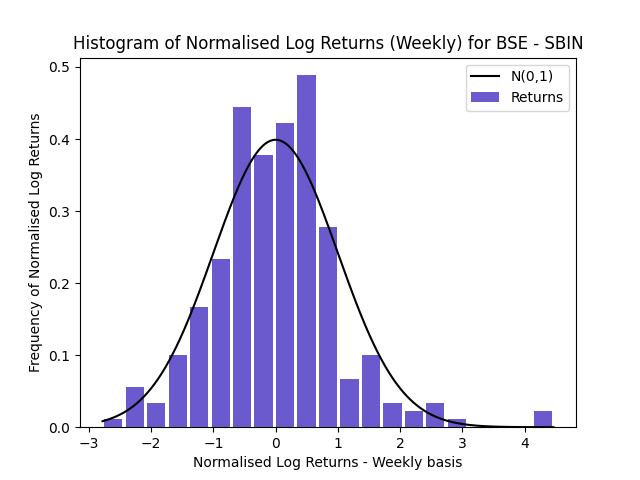 Histogram of Normalised Log Returns (Weekly) for BSE - SBIN
N(0,1)
Returns
Frequency of Normalised Log Returns
0.5
0.4
0.3
0.2
0.1
0.0
−3 −2 −1 0 1 2 3 4
Normalised Log Returns - Weekly basis